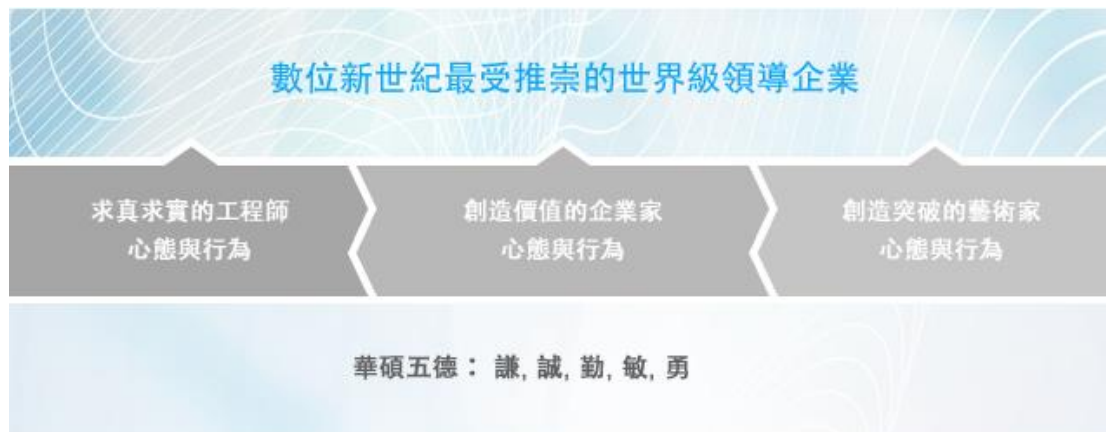 數位新世紀最受推崇的世界級領導企業
求真求實的工程師
心態與行為
創造價值的企業家
心態與行為
創造突破的藝術家
心態與行為
華碩五德： 謙, 誠, 勤, 敏, 勇